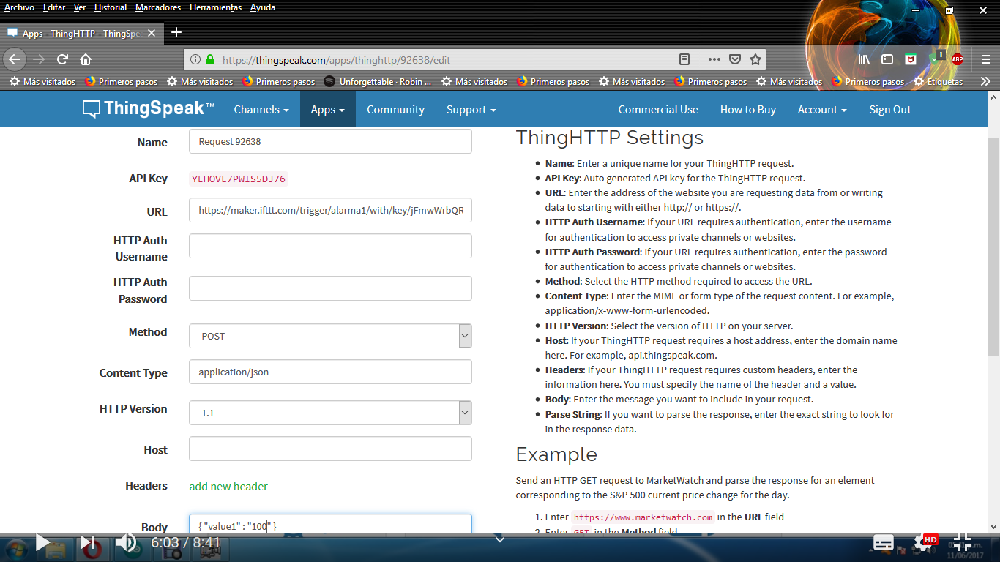 Archivo Editar Ver Historial Marcadores Herramientas Ayuda
Apps - ThingHTTP - ThingSpe
https://thingspeak.com/apps/thinghttp/92638/edit
1
ABP
Más visitados Primeros pasos Más visitados Primeros pasos Unforgettable · Robin ... Más visitados Primeros pasos Más visitados Primeros pasos Más visitados Primeros pasos Etiquetas
ThingSpeak™ Channels Apps Community Support Commercial Use How to Buy Account Sign Out
Name Request 92638
API Key YEHOVL7PWIS5DJ76
URL https://maker.ifttt.com/trigger/alarma1/with/key/jFmwWrbQR
HTTP Auth
Username
HTTP Auth
Password
Method POST
Content Type application/json
HTTP Version 1.1
Host
Headers add new header
Body { "value1" : "100" }
ThingHTTP Settings
Name: Enter a unique name for your ThingHTTP request.
API Key: Auto generated API key for the ThingHTTP request.
URL: Enter the address of the website you are requesting data from or writing
data to starting with either http:// or https://.
HTTP Auth Username: If your URL requires authentication, enter the username
for authentication to access private channels or websites.
HTTP Auth Password: If your URL requires authentication, enter the password
for authentication to access private channels or websites.
Method: Select the HTTP method required to access the URL.
Content Type: Enter the MIME or form type of the request content. For example,
application/x-www-form-urlencoded.
HTTP Version: Select the version of HTTP on your server.
Host: If your ThingHTTP request requires a host address, enter the domain name
here. For example, api.thingspeak.com.
Headers: If your ThingHTTP request requires custom headers, enter the
information here. You must specify the name of the header and a value.
Body: Enter the message you want to include in your request.
Parse String: If you want to parse the response, enter the exact string to look for
in the response data.
Example
Send an HTTP GET request to MarketWatch and parse the response for an element
corresponding to the S&P 500 current price change for the day.
1. Enter https://www.marketwatch.com in the URL field
2. Enter GET in the Method field
6:03 / 8:41
HD
11/06/2017